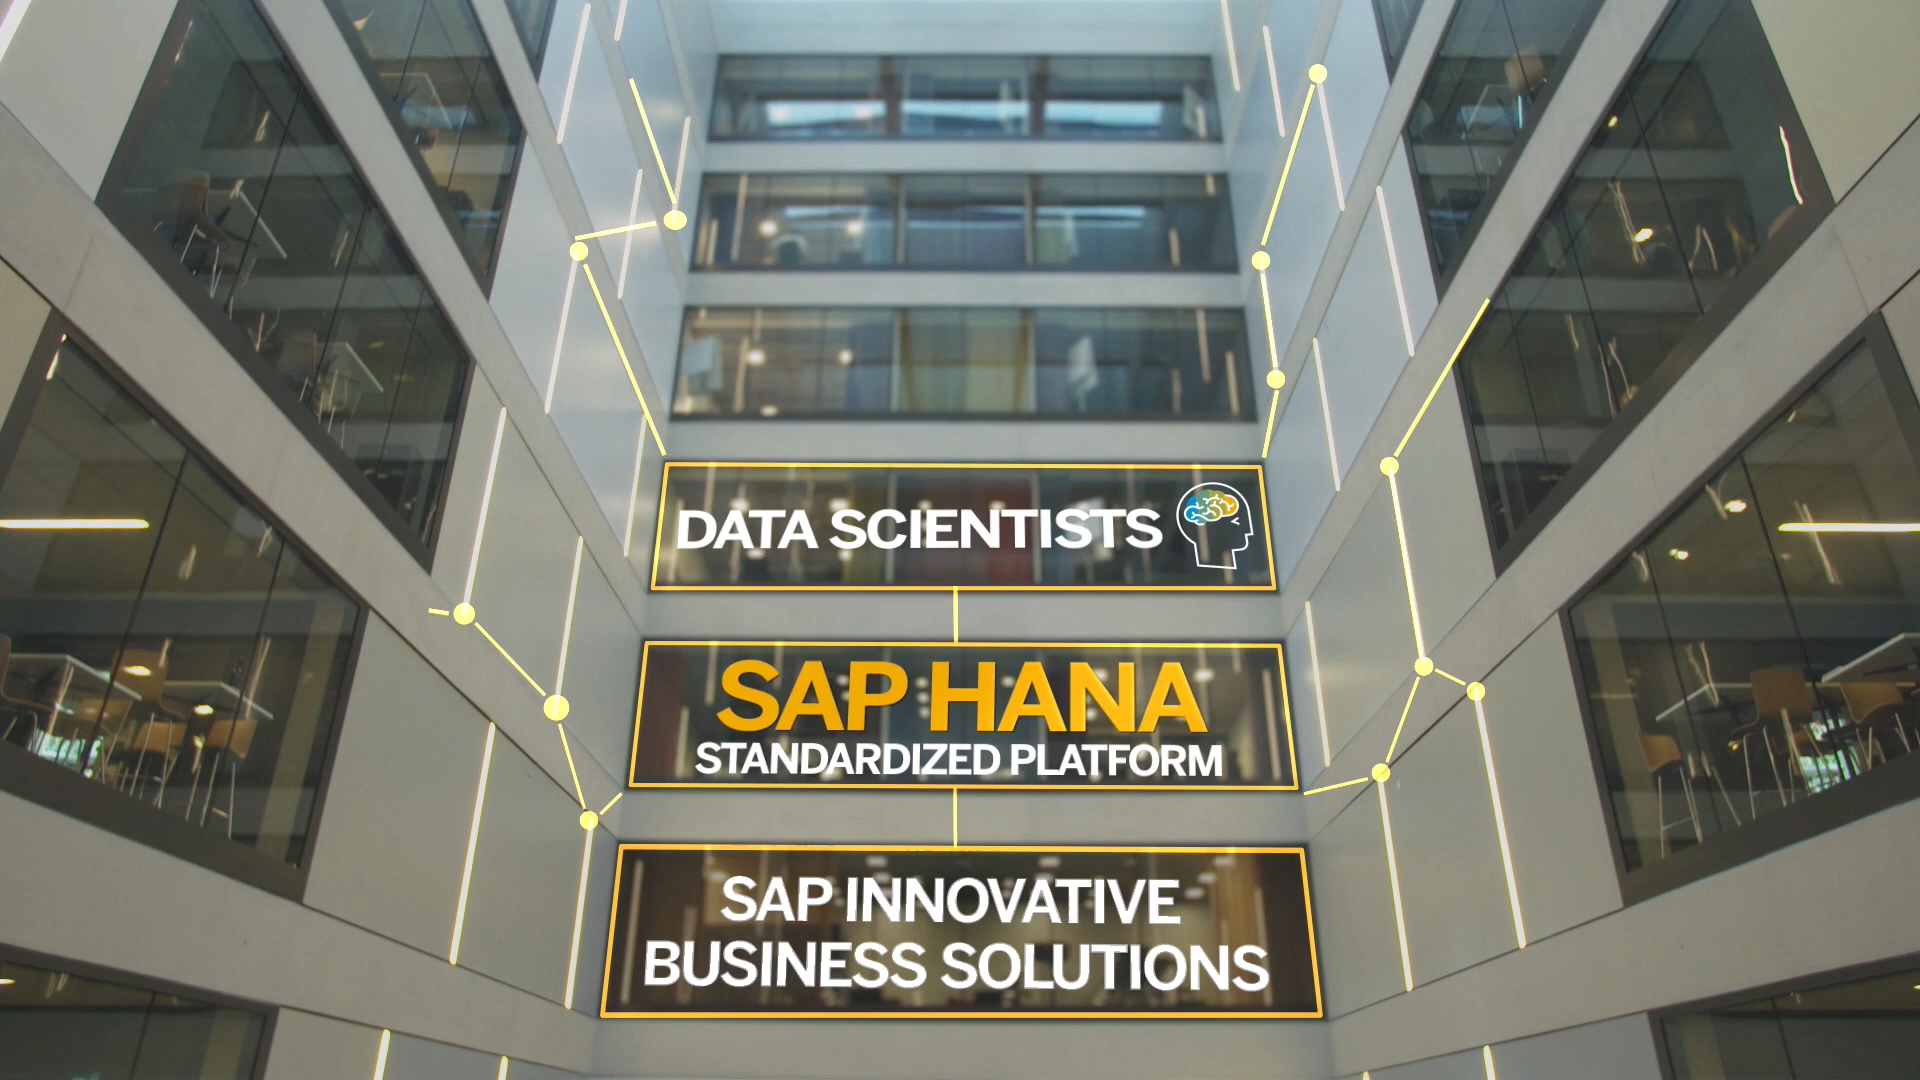 DATA SCIENTISTS
SAP HANA
STANDARDIZED PLATFORM
SAP INNOVATIVE
BUSINESS SOLUTIONS